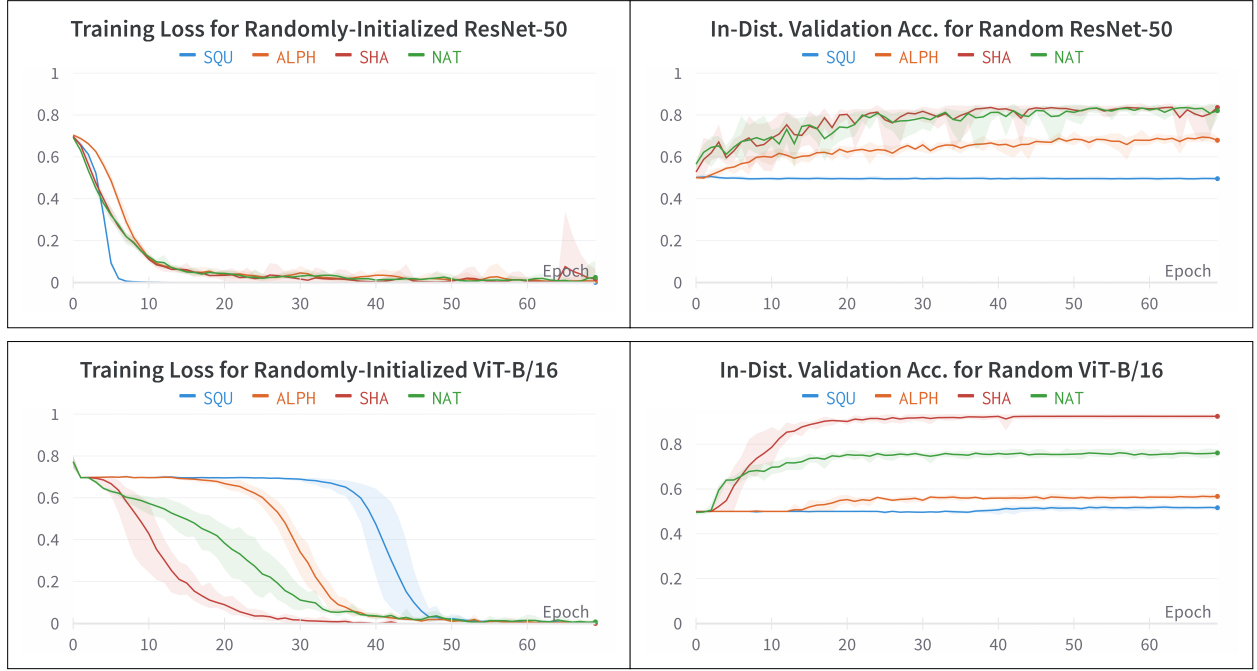 Training Loss for Randomly-Initialized ResNet-50
SQU ALPH SHA NAT
1
0.8
0.6
0.4
0.2
0
Epoch
0 10 20 30 40 50 60
In-Dist. Validation Acc. for Random ResNet-50
SQU ALPH SHA NAT
1
0.8
0.6
0.4
0.2
0
Epoch
0 10 20 30 40 50 60
Training Loss for Randomly-Initialized ViT-B/16
SQU ALPH SHA NAT
1
0.8
0.6
0.4
0.2
0
Epoch
0 10 20 30 40 50 60
In-Dist. Validation Acc. for Random ViT-B/16
SQU ALPH SHA NAT
0.8
0.6
0.4
0.2
0
Epoch
0 10 20 30 40 50 60